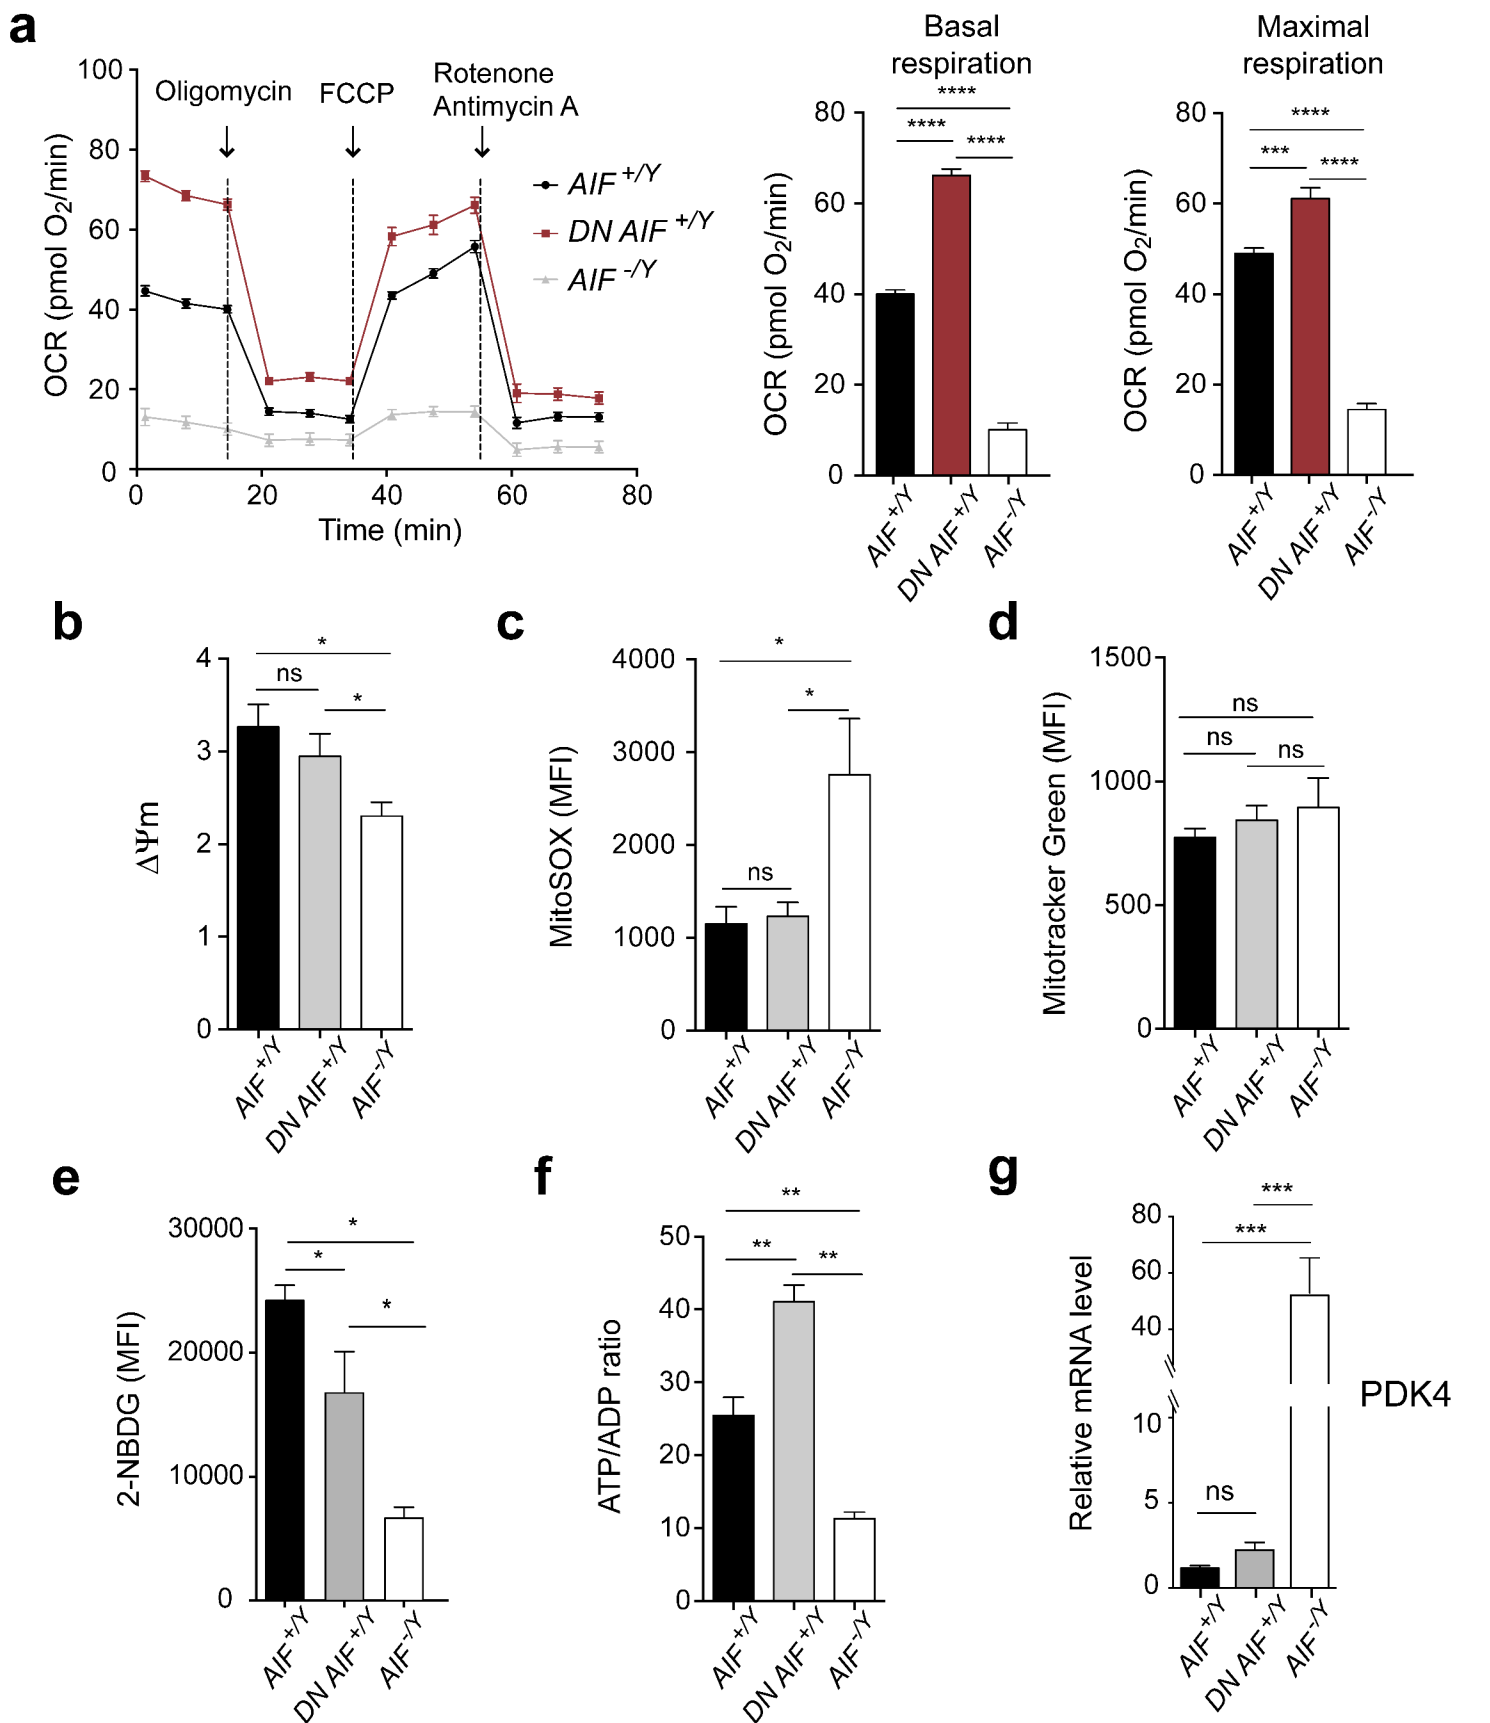 a
Oligomycin
FCCP
Rotenone
Antimycin A
OCR (pmol O2/min)
100
80
60
40
20
0
0 20 40 60 80
Time (min)
AIF +/Y
DN AIF +/Y
AIF -/Y
Basal
respiration
OCR (pmol O2/min)
80
60
40
20
0
****
**** ****
AIF+/Y DN AIF+/Y AIF-/Y
Maximal
respiration
OCR (pmol O2/min)
80
60
40
20
0
****
*** ****
AIF+/Y DN AIF+/Y AIF-/Y
b
ΔΨm
4
3
2
1
0
*
ns
*
AIF+/Y DN AIF+/Y AIF-/Y
c
MitoSOX (MFI)
4000
3000
2000
1000
0
*
*
ns
AIF+/Y DN AIF+/Y AIF-/Y
d
Mitotracker Green (MFI)
1500
1000
500
0
ns
ns ns
AIF+/Y DN AIF+/Y AIF-/Y
e
2-NBDG (MFI)
30000
20000
10000
0
*
*
*
AIF+/Y DN AIF+/Y AIF-/Y
f
ATP/ADP ratio
50
40
30
20
10
0
**
** **
AIF+/Y DN AIF+/Y AIF-/Y
g
Relative mRNA level
80
60
40
10
5
0
***
***
ns
AIF+/Y DN AIF+/Y AIF-/Y
PDK4